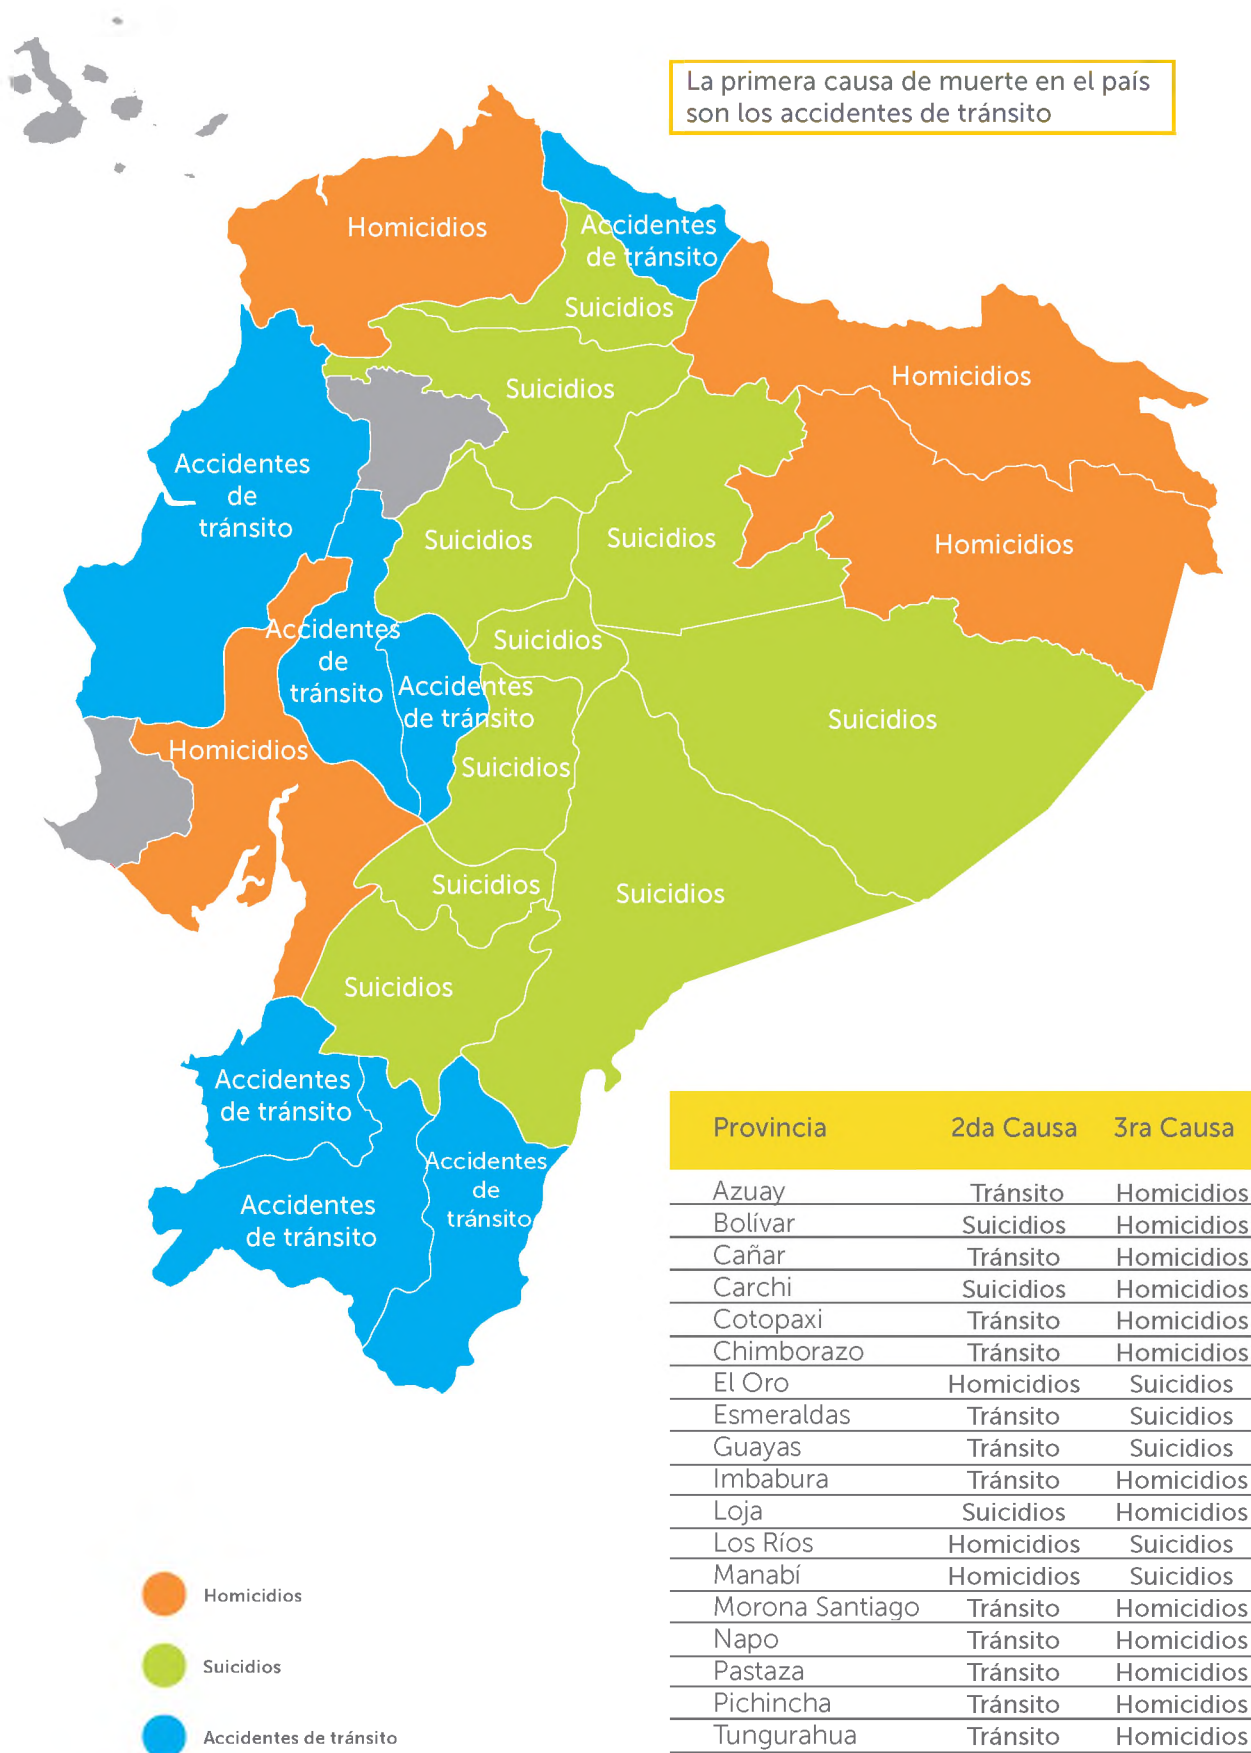 La primera causa de muerte en el país
son los accidentes de tránsito
Homicidios
Accidentes
de tránsito
Suicidios
Homicidios
Suicidios
Accidentes
de
tránsito
Suicidios
Suicidios
Homicidios
Accidentes
de
tránsito
Suicidios
Accidentes
de tránsito
Suicidios
Homicidios
Suicidios
Suicidios
Suicidios
Suicidios
Accidentes
de tránsito
Accidentes
de
tránsito
Accidentes
de tránsito
Provincia 2da Causa 3ra Causa
Azuay Tránsito Homicidios
Bolívar Suicidios Homicidios
Cañar Tránsito Homicidios
Carchi Suicidios Homicidios
Cotopaxi Tránsito Homicidios
Chimborazo Tránsito Homicidios
El Oro Homicidios Suicidios
Esmeraldas Tránsito Suicidios
Guayas Tránsito Suicidios
Imbabura Tránsito Homicidios
Loja Suicidios Homicidios
Los Ríos Homicidios Suicidios
Manabí Homicidios Suicidios
Morona Santiago Tránsito Homicidios
Napo Tránsito Homicidios
Pastaza Tránsito Homicidios
Pichincha Tránsito Homicidios
Tungurahua Tránsito Homicidios
Homicidios
Suicidios
Accidentes de tránsito